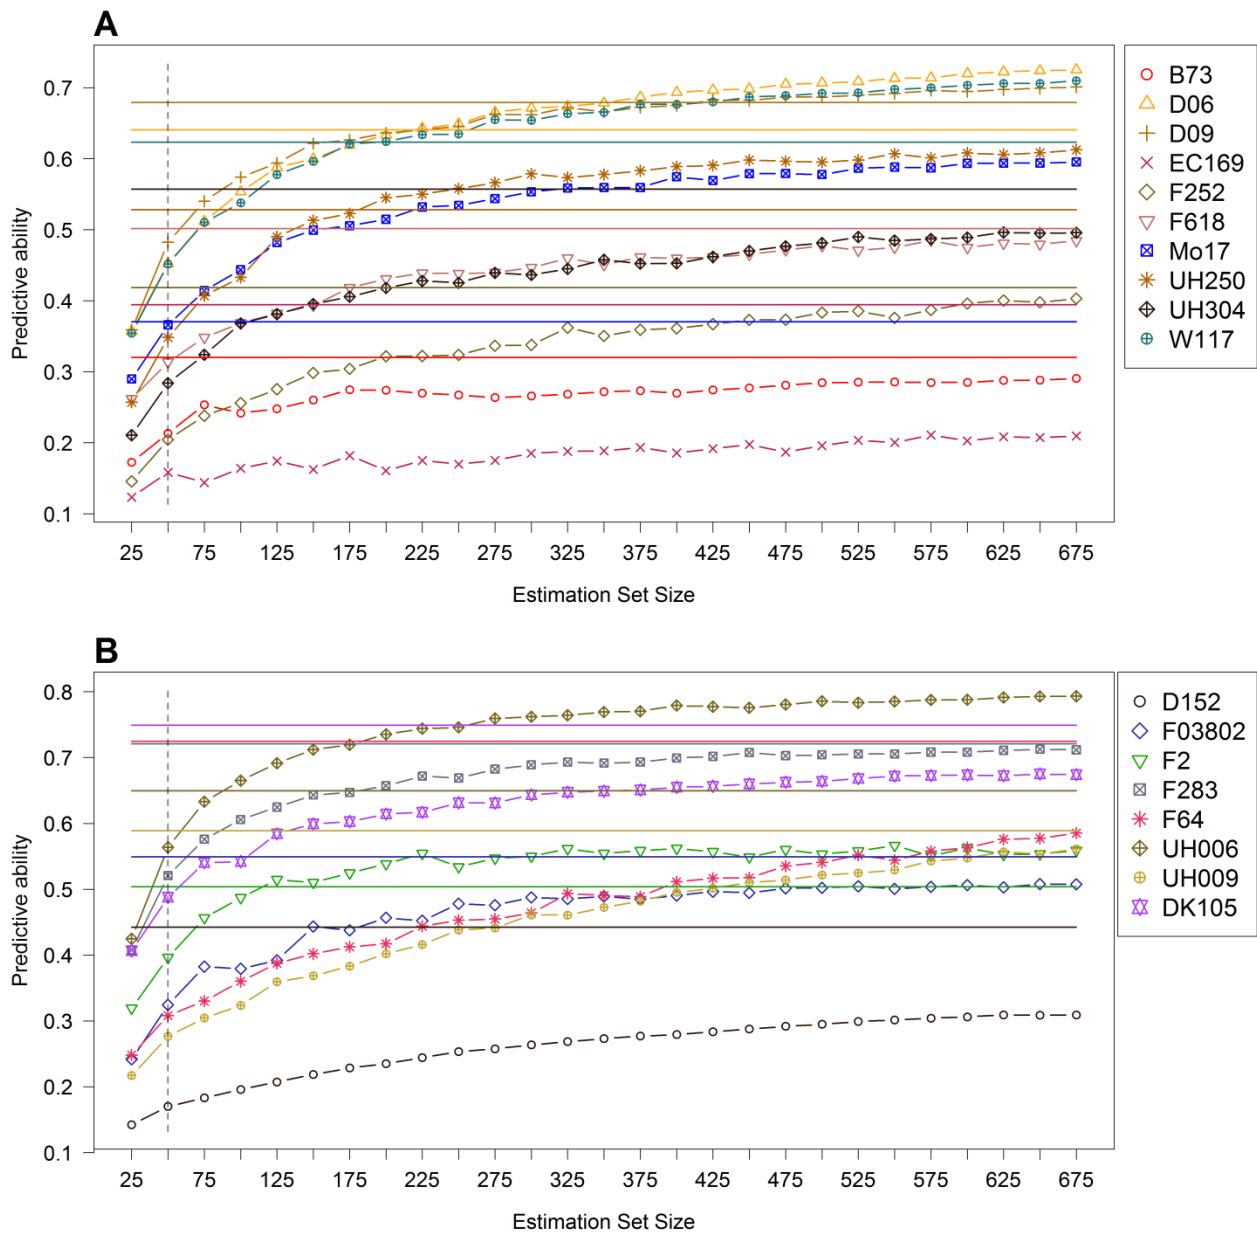 A
Predictive ability
0.7
0.6
0.5
0.4
0.3
0.2
0.1
25 75 125 175 225 275 325 375 425 475 525 575 625 675
Estimation Set Size
B73
D06
D09
EC169
F252
F618
Mo17
UH250
UH304
W117
B
Predictive ability
0.8
0.7
0.6
0.5
0.4
0.3
0.2
0.1
25 75 125 175 225 275 325 375 425 475 525 575 625 675
Estimation Set Size
D152
F03802
F2
F283
F64
UH006
UH009
DK105